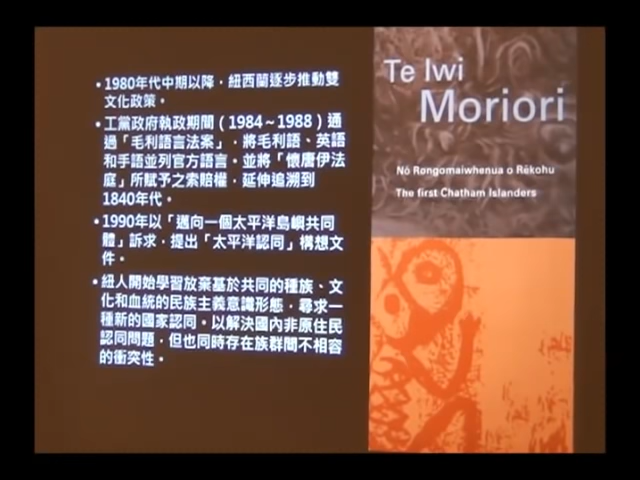 • 1980年代中期以降，紐西蘭逐步推動雙
文化政策。
• 工黨政府執政期間（1984～1988）通
過「毛利語言法案」，將毛利語、英語
和手語並列官方語言。並將「懷唐伊法
庭」所賦予之索賠權，延伸追溯到
1840年代。
• 1990年以「邁向一個太平洋島嶼共同
體」訴求，提出「太平洋認同」構想文
件。
• 紐人開始學習放棄基於共同的種族、文
化和血統的民族主義意識形態，尋求一
種新的國家認同。以解決國內非原住民
認同問題，但也同時存在族群間不相容
的衝突性。
Te Iwi
Moriori
Nō Rongomaiwhenua o Rēkohu
The first Chatham Islanders